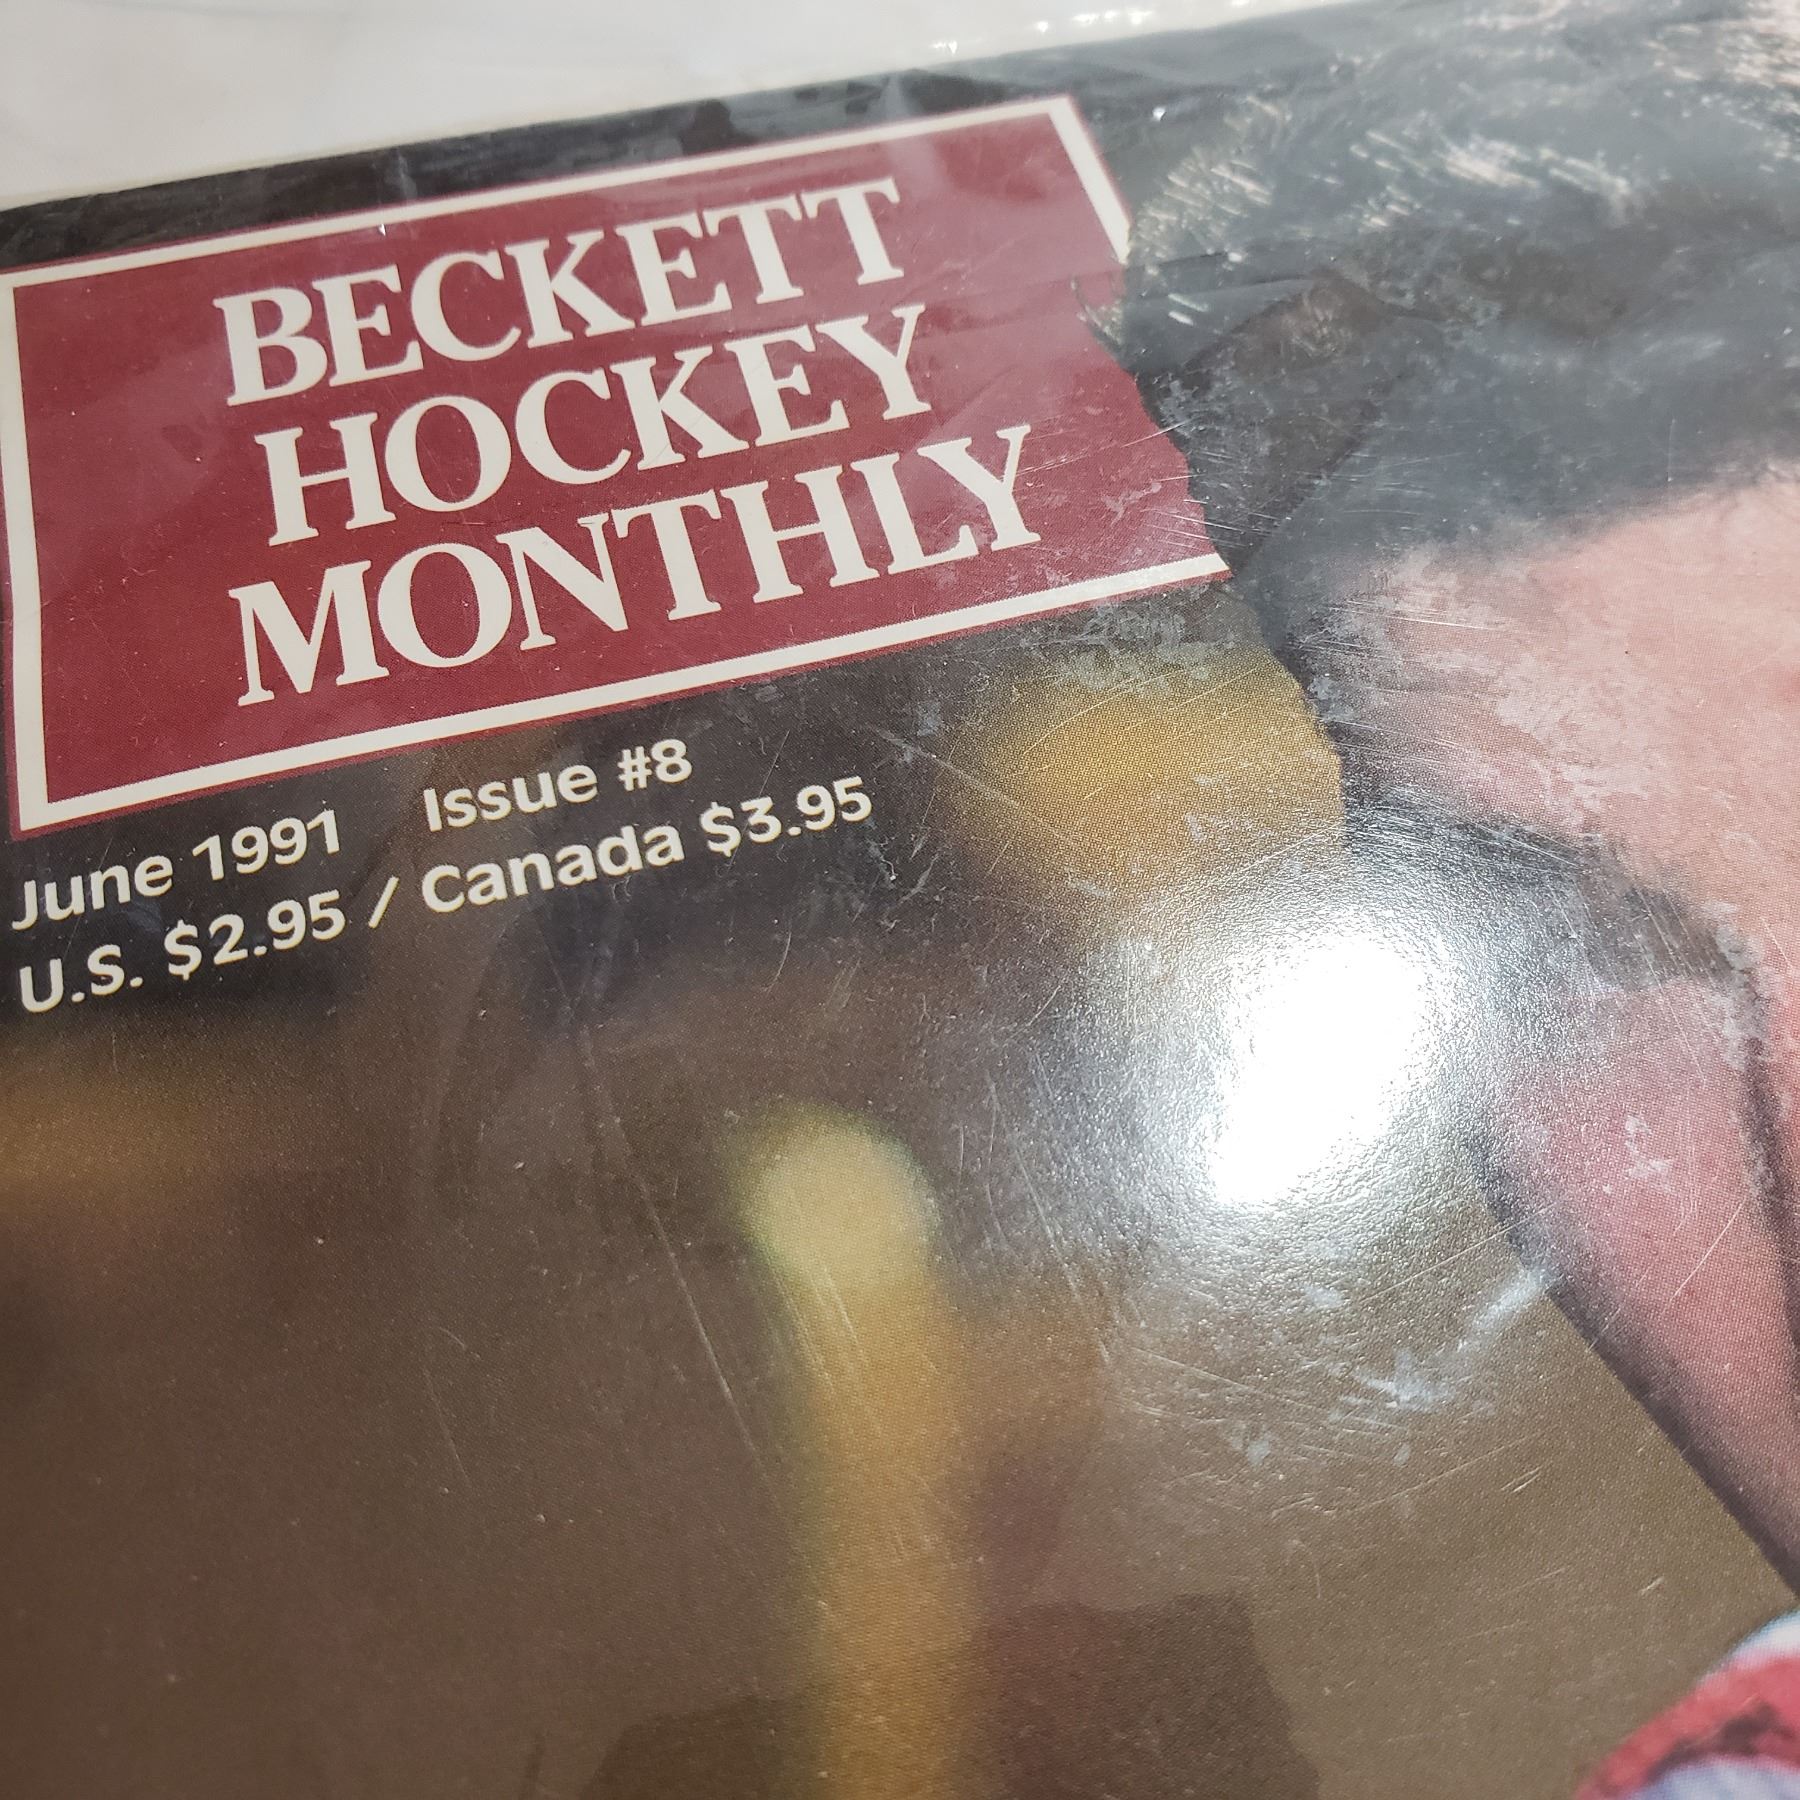 BECKETT
HOCKEY
MONTHLY
June 1991 Issue #8
U.S. $2.95 / Canada $3.95